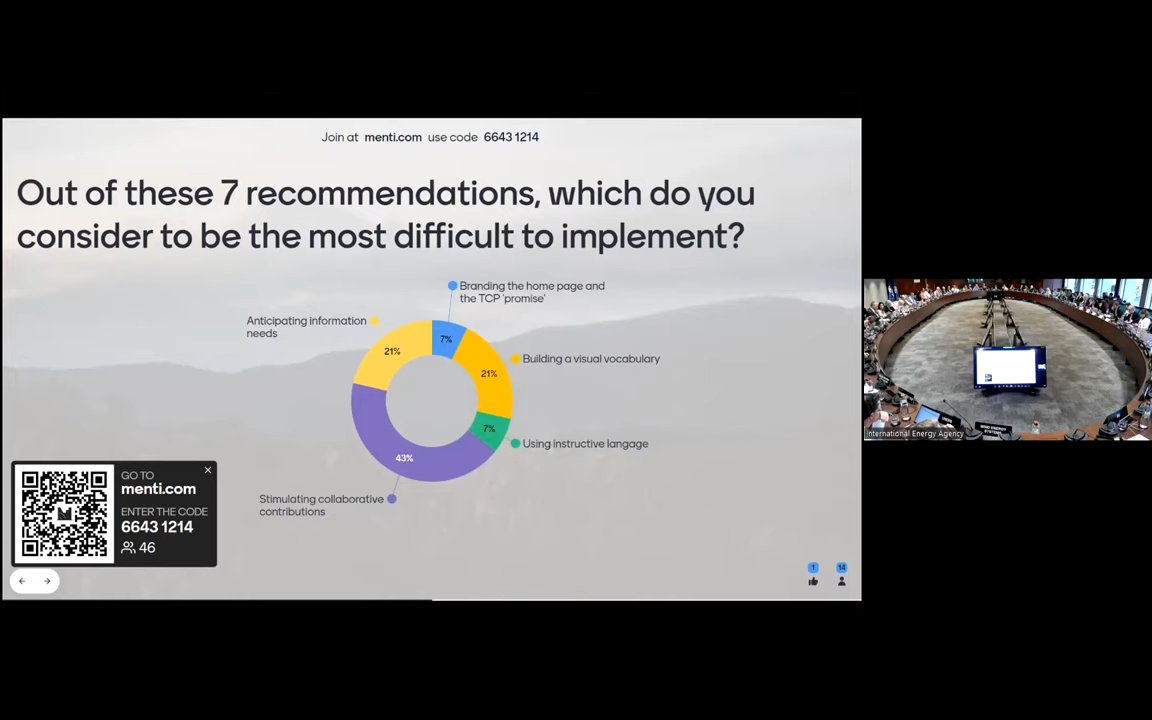 Join at menti.com use code 6643 1214
Out of these 7 recommendations, which do you
consider to be the most difficult to implement?
Branding the home page and
the TCP 'promise'
Anticipating information
needs
7%
21%
Building a visual vocabulary
21%
7%
Using instructive langage
43%
Stimulating collaborative
contributions
GO TO
menti.com
ENTER THE CODE
6643 1214
46
1
14
WIND ENERGY
SYSTEMS
International Energy Agency